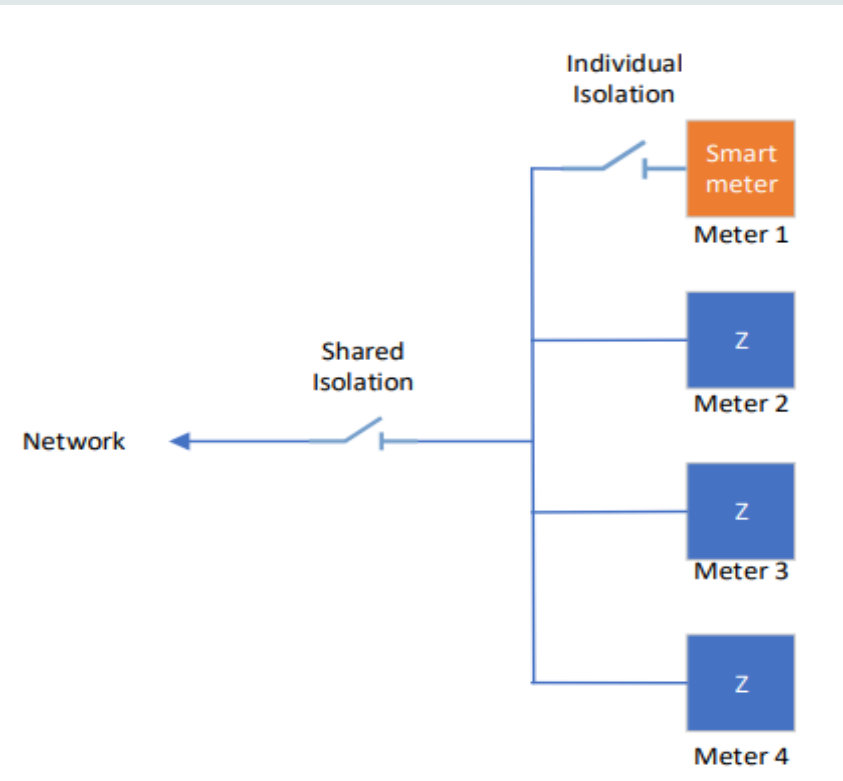 Individual
Isolation
Smart
meter
Meter 1
Z
Meter 2
Shared
Isolation
Network
Z
Meter 3
Z
Meter 4